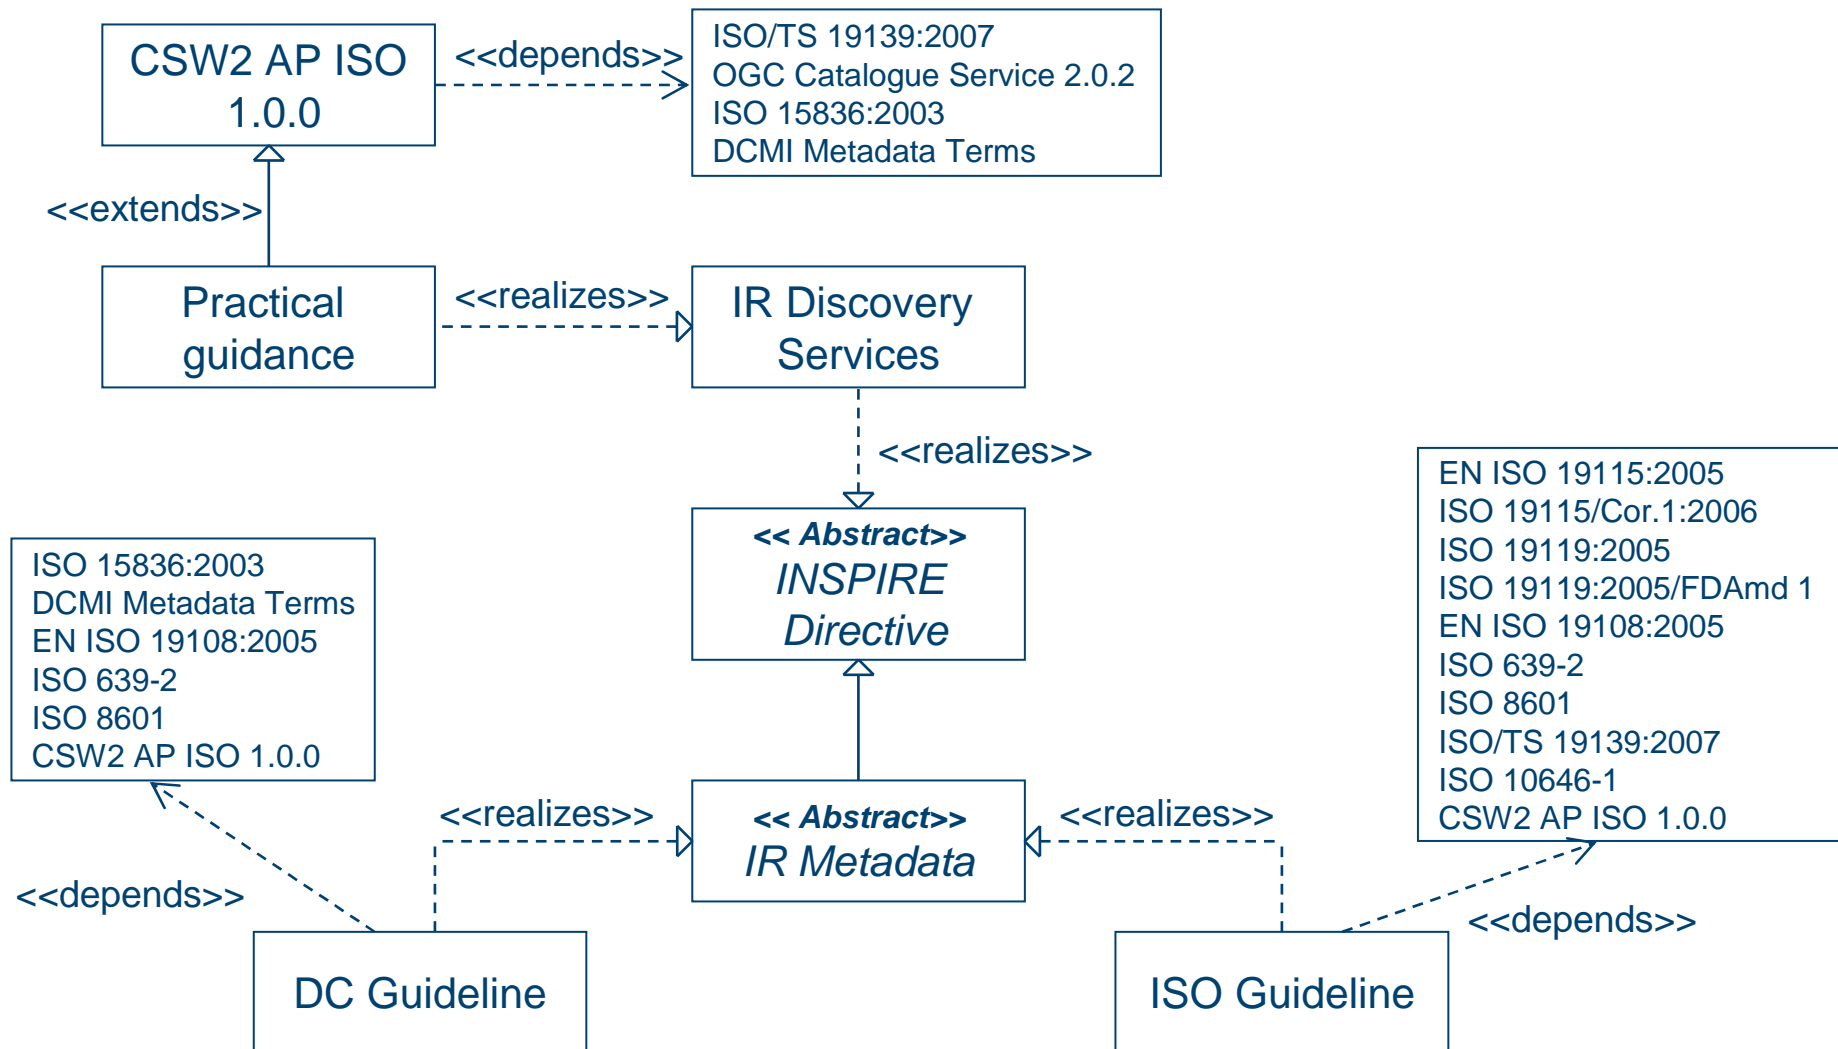 CSW2 AP ISO
1.0.0
<<depends>>
ISO/TS 19139:2007
OGC Catalogue Service 2.0.2
ISO 15836:2003
DCMI Metadata Terms
<<extends>>
Practical
guidance
<<realizes>>
IR Discovery
Services
<<realizes>>
<< Abstract>>
INSPIRE
Directive
EN ISO 19115:2005
ISO 19115/Cor.1:2006
ISO 19119:2005
ISO 19119:2005/FDAmd 1
EN ISO 19108:2005
ISO 639-2
ISO 8601
ISO/TS 19139:2007
ISO 10646-1
CSW2 AP ISO 1.0.0
ISO 15836:2003
DCMI Metadata Terms
EN ISO 19108:2005
ISO 639-2
ISO 8601
CSW2 AP ISO 1.0.0
<<realizes>>
<< Abstract>>
IR Metadata
<<realizes>>
<<depends>>
<<depends>>
DC Guideline
ISO Guideline